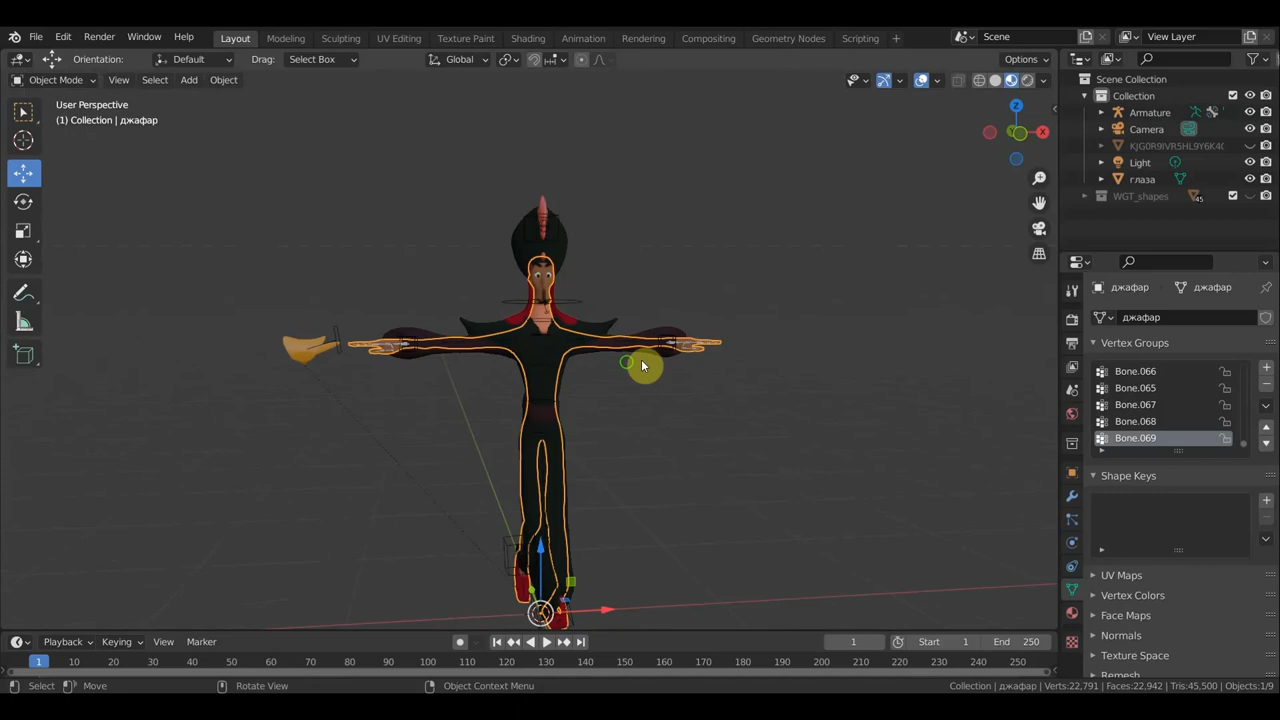 File Edit Render Window Help Layout Modeling Sculpting UV Editing Texture Paint Shading Animation Rendering Compositing Geometry Nodes Scripting + Scene View Layer
Orientation: Default Drag: Select Box Global Options
Object Mode View Select Add Object
User Perspective
(1) Collection | джафар
Z
X
Scene Collection
Collection
Armature
Camera
KJG0R9IVR5HL9Y6K4
Light
глаза
WGT_shapes 45
джафар джафар
джафар
Vertex Groups
Bone.066
Bone.065
Bone.067
Bone.068
Bone.069
Shape Keys
UV Maps
Vertex Colors
Face Maps
Normals
Texture Space
Remesh
Playback Keying View Marker 1 Start 1 End 250
1 10 20 30 40 50 60 70 80 90 100 110 120 130 140 150 160 170 180 190 200 210 220 230 240 250
Select Move Rotate View Object Context Menu Collection | джафар Verts:22,791 | Faces:22,942 | Tris:45,500 | Objects:1/9